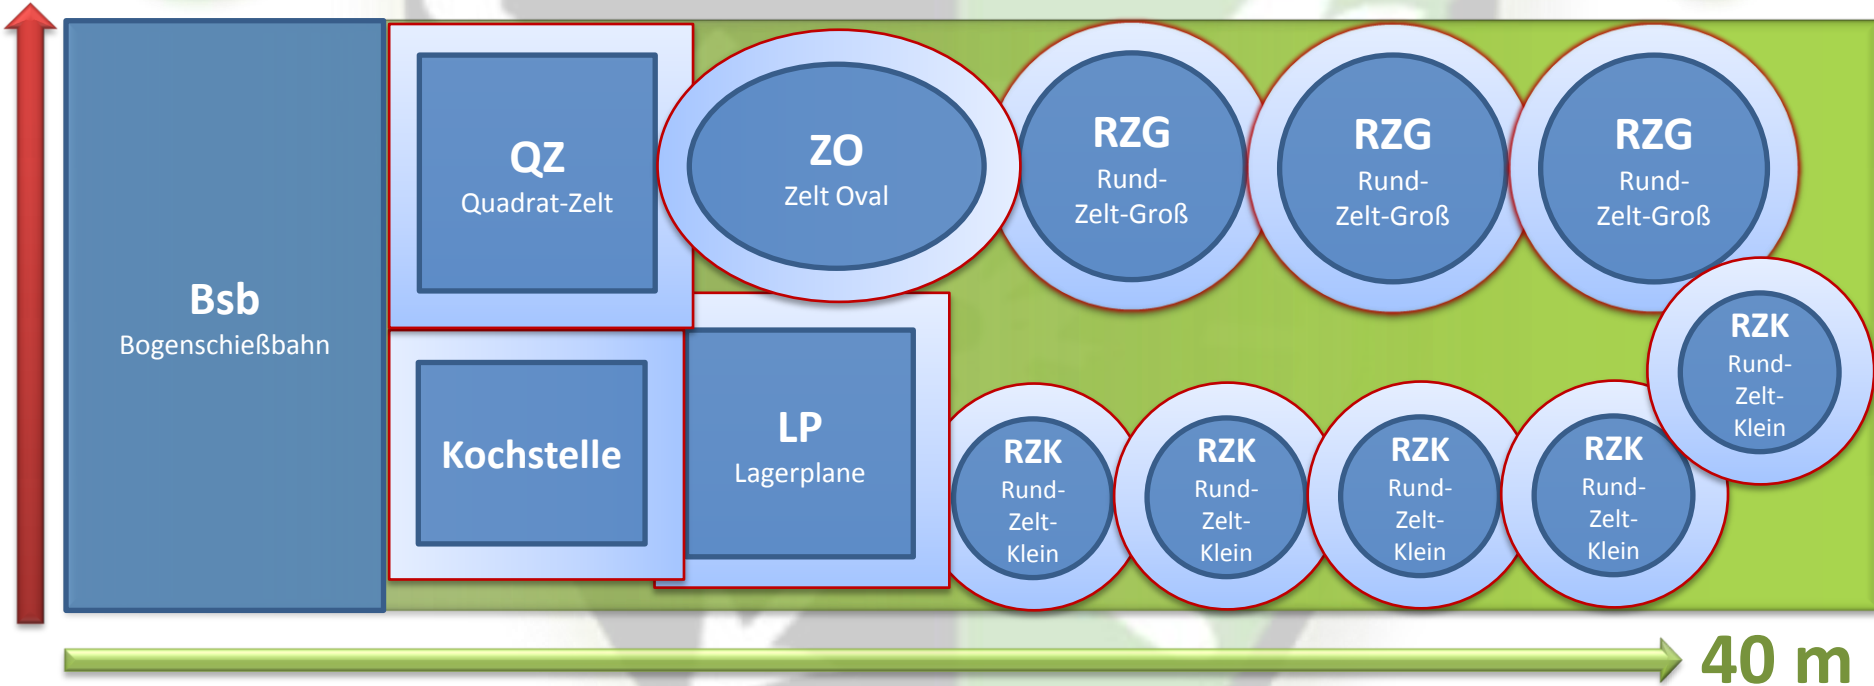 Bsb
Bogenschießbahn
QZ
Quadrat-Zelt
ZO
Zelt Oval
RZG
Rund-
Zelt-Groß
RZG
Rund-
Zelt-Groß
RZG
Rund-
Zelt-Groß
Kochstelle
LP
Lagerplane
RZK
Rund-
Zelt-
Klein
RZK
Rund-
Zelt-
Klein
RZK
Rund-
Zelt-
Klein
RZK
Rund-
Zelt-
Klein
RZK
Rund-
Zelt-
Klein
40 m